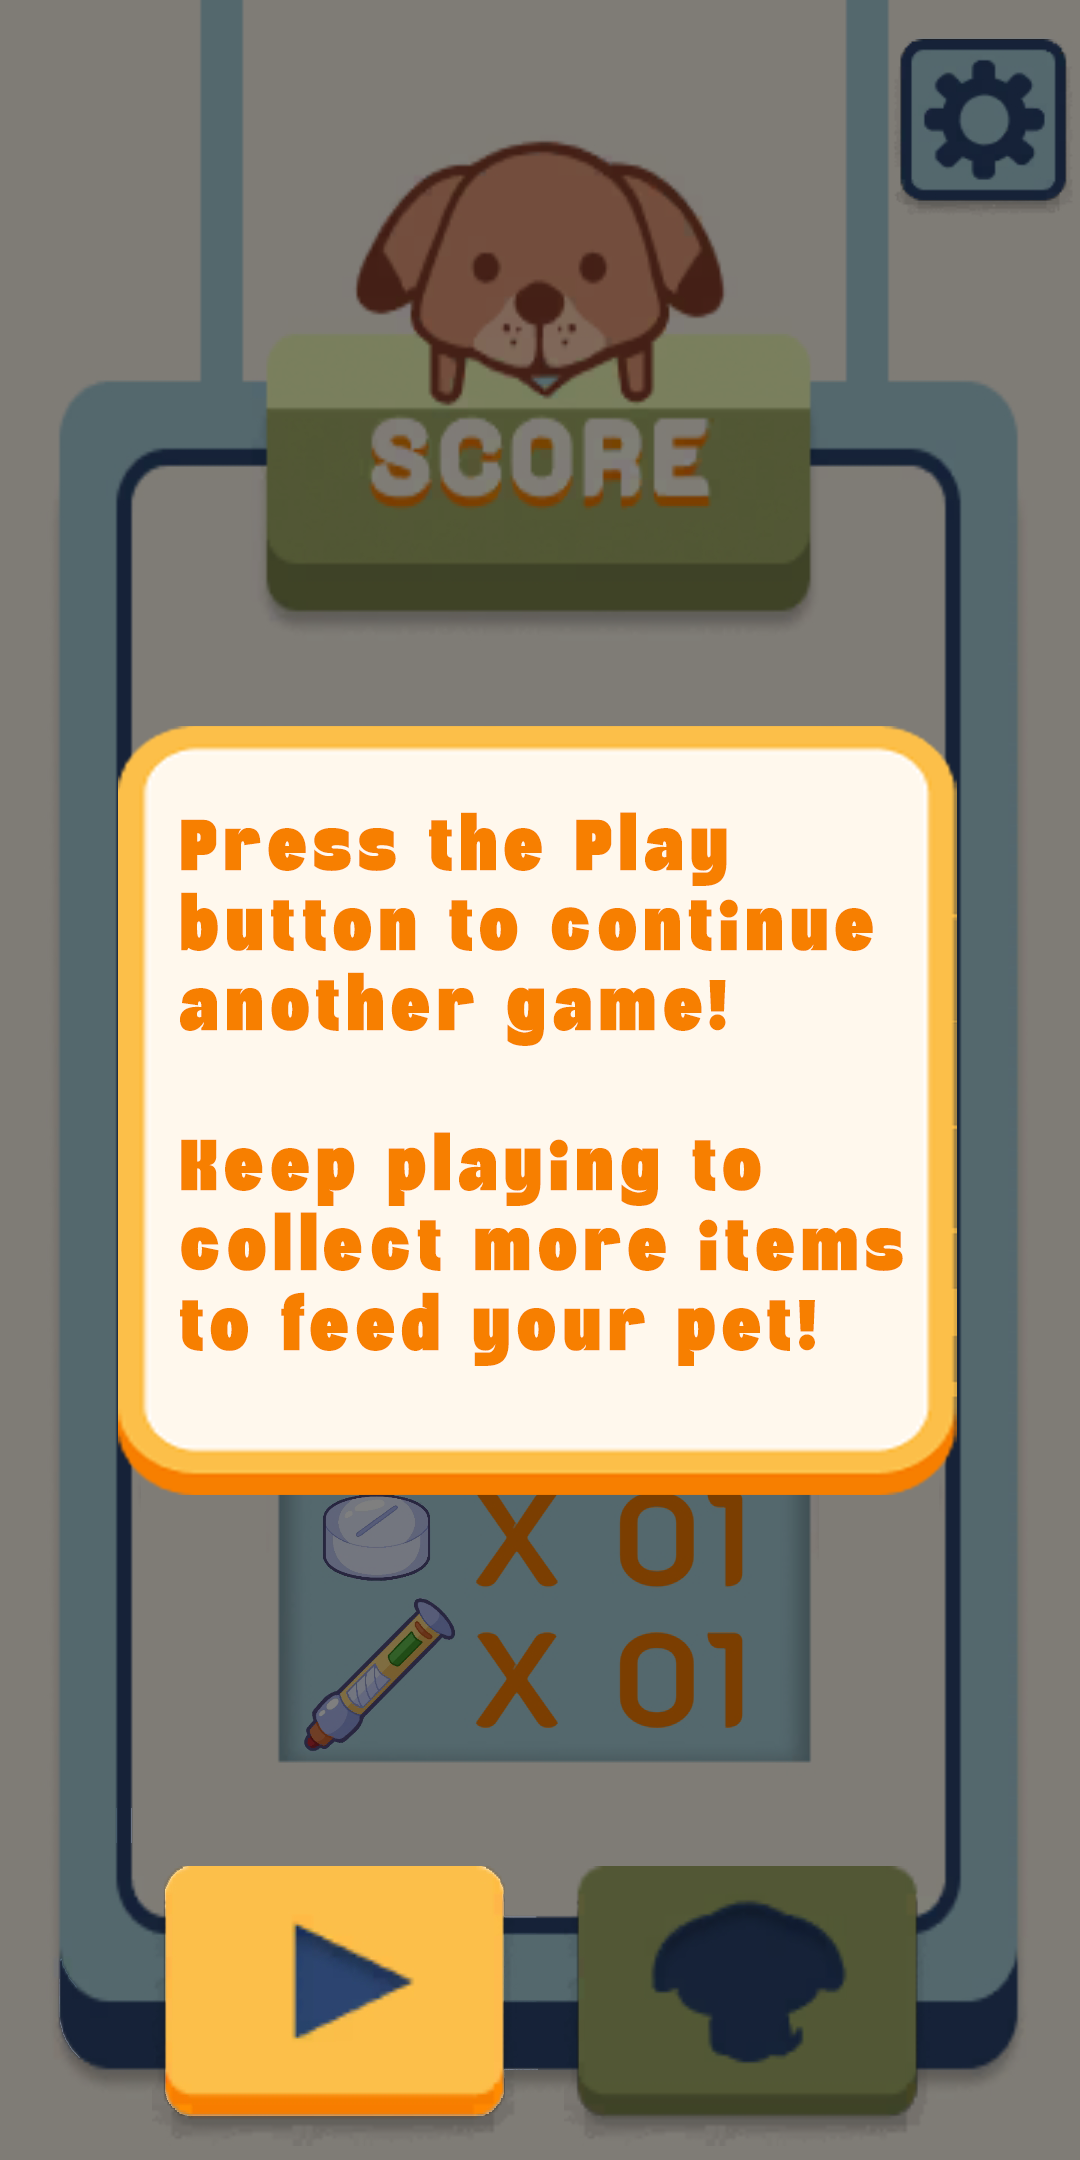 SCORE
Press the Play
button to continue
another game!
Keep playing to
collect more items
to feed your pet!
X 01
X 01